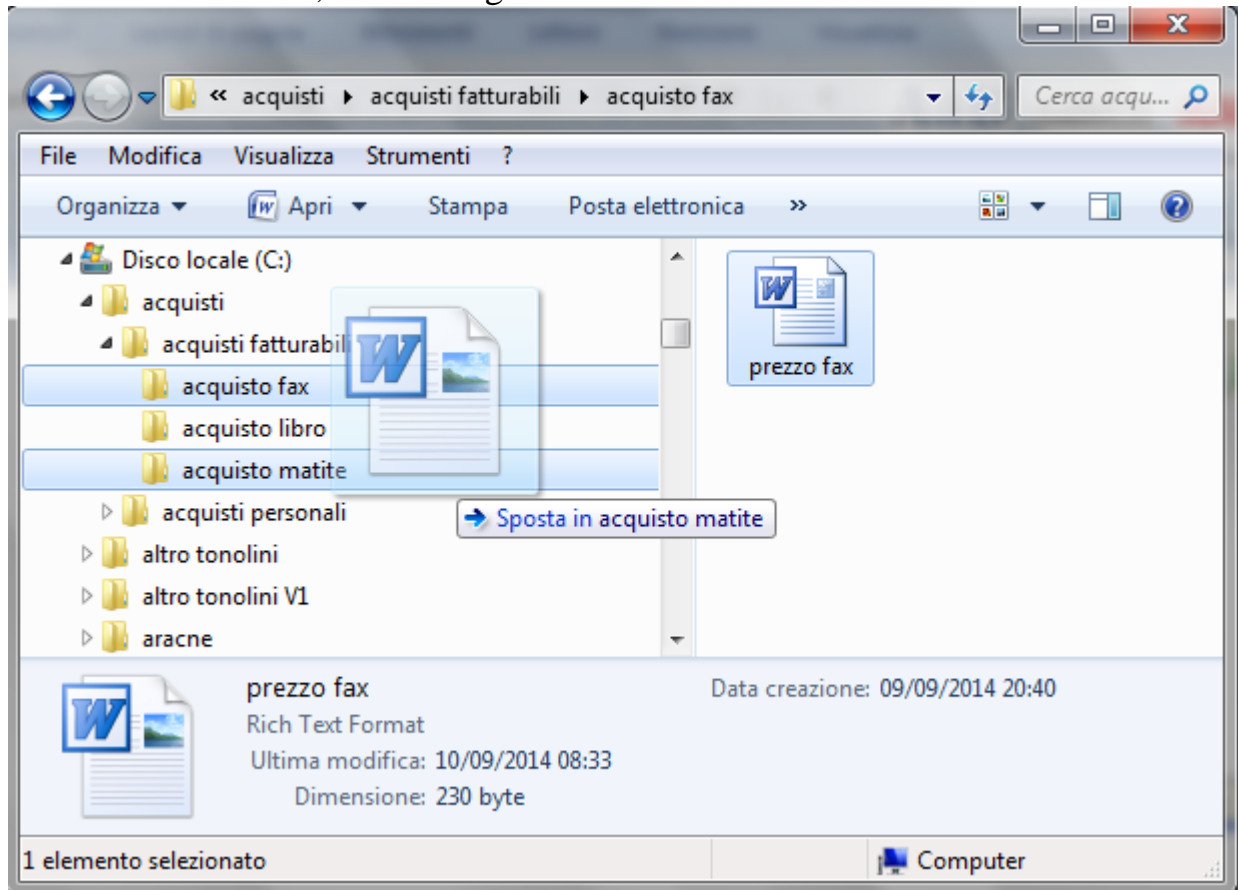 « acquisti ▸ acquisti fatturabili ▸ acquisto fax
Cerca acqu...
File Modifica Visualizza Strumenti ?
Organizza Apri Stampa Posta elettronica »
Disco locale (C:)
acquisti
acquisti fatturabili
acquisto fax
acquisto libro
acquisto matite
acquisti personali
altro tonolini
altro tonolini V1
aracne
Sposta in acquisto matite
prezzo fax
prezzo fax
Rich Text Format
Ultima modifica: 10/09/2014 08:33
Dimensione: 230 byte
Data creazione: 09/09/2014 20:40
1 elemento selezionato
Computer